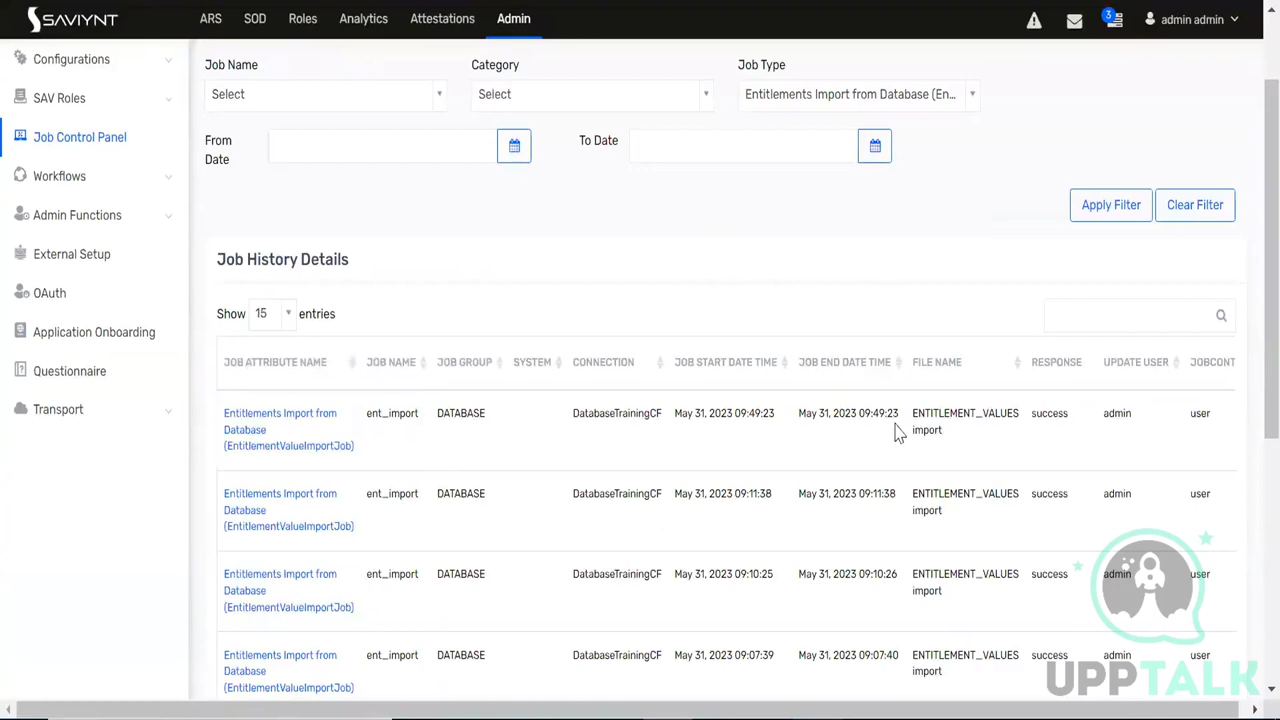 SAVIYNT ARS SOD Roles Analytics Attestations Admin 3 admin admin
Configurations
SAV Roles
Job Control Panel
Workflows
Admin Functions
External Setup
OAuth
Application Onboarding
Questionnaire
Transport
Job Name Category Job Type
Select Select Entitlements Import from Database (En...
From
Date
To Date
Apply Filter Clear Filter
Job History Details
Show 15 entries
JOB ATTRIBUTE NAME JOB NAME JOB GROUP SYSTEM CONNECTION JOB START DATE TIME JOB END DATE TIME FILE NAME RESPONSE UPDATE USER JOBCONT
Entitlements Import from ent_import DATABASE DatabaseTrainingCF May 31, 2023 09:49:23 May 31, 2023 09:49:23 ENTITLEMENT_VALUES success admin user
Database import
(EntitlementValueImportJob)
Entitlements Import from ent_import DATABASE DatabaseTrainingCF May 31, 2023 09:11:38 May 31, 2023 09:11:38 ENTITLEMENT_VALUES success admin user
Database import
(EntitlementValueImportJob)
Entitlements Import from ent_import DATABASE DatabaseTrainingCF May 31, 2023 09:10:25 May 31, 2023 09:10:26 ENTITLEMENT_VALUES success admin user
Database import
(EntitlementValueImportJob)
Entitlements Import from ent_import DATABASE DatabaseTrainingCF May 31, 2023 09:07:39 May 31, 2023 09:07:40 ENTITLEMENT_VALUES success admin user
Database import
(EntitlementValueImportJob)
UPPTALK